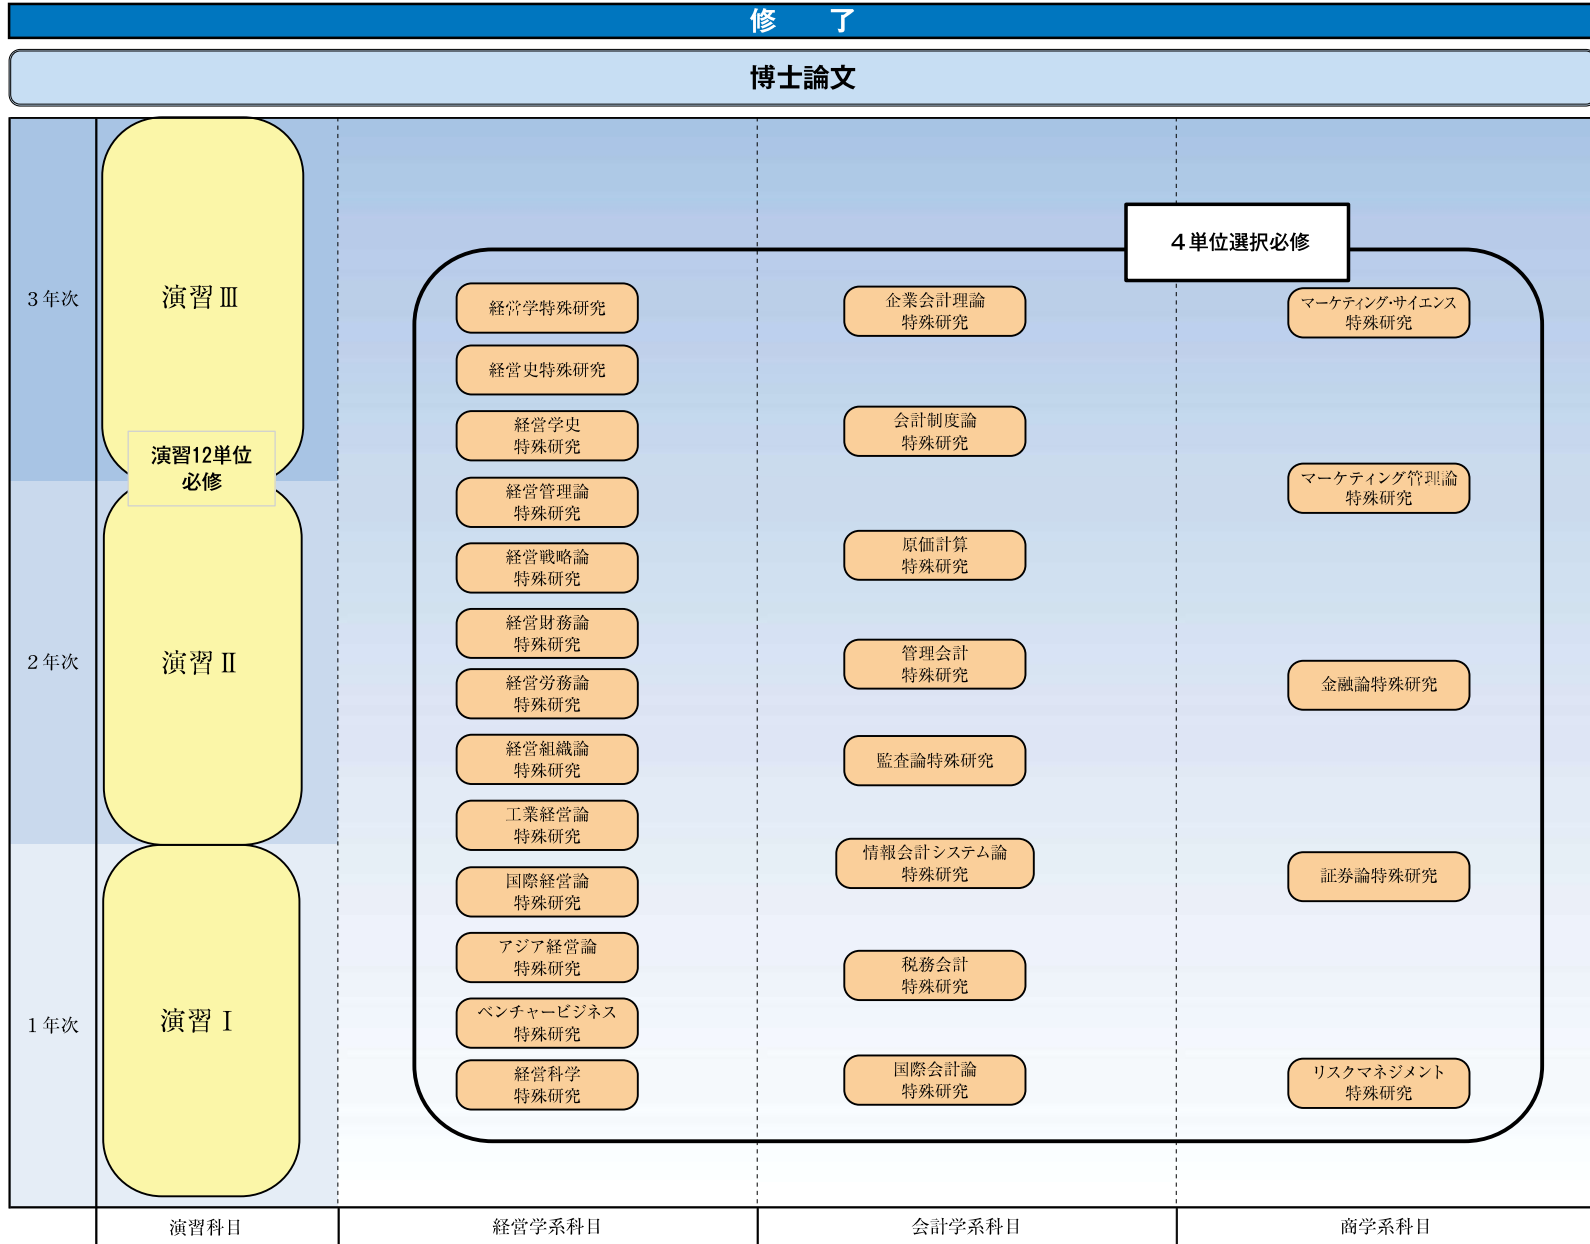 修 了
博士論文
4単位選択必修
3年次
演習 Ⅲ
演習12単位
必修
2年次
演習 Ⅱ
1年次
演習 Ⅰ
経営学特殊研究
経営史特殊研究
経営学史
特殊研究
経営管理論
特殊研究
経営戦略論
特殊研究
経営財務論
特殊研究
経営労務論
特殊研究
経営組織論
特殊研究
工業経営論
特殊研究
国際経営論
特殊研究
アジア経営論
特殊研究
ベンチャービジネス
特殊研究
経営科学
特殊研究
企業会計理論
特殊研究
会計制度論
特殊研究
原価計算
特殊研究
管理会計
特殊研究
監査論特殊研究
情報会計システム論
特殊研究
税務会計
特殊研究
国際会計論
特殊研究
マーケティング・サイエンス
特殊研究
マーケティング管理論
特殊研究
金融論特殊研究
証券論特殊研究
リスクマネジメント
特殊研究
演習科目
経営学系科目
会計学系科目
商学系科目